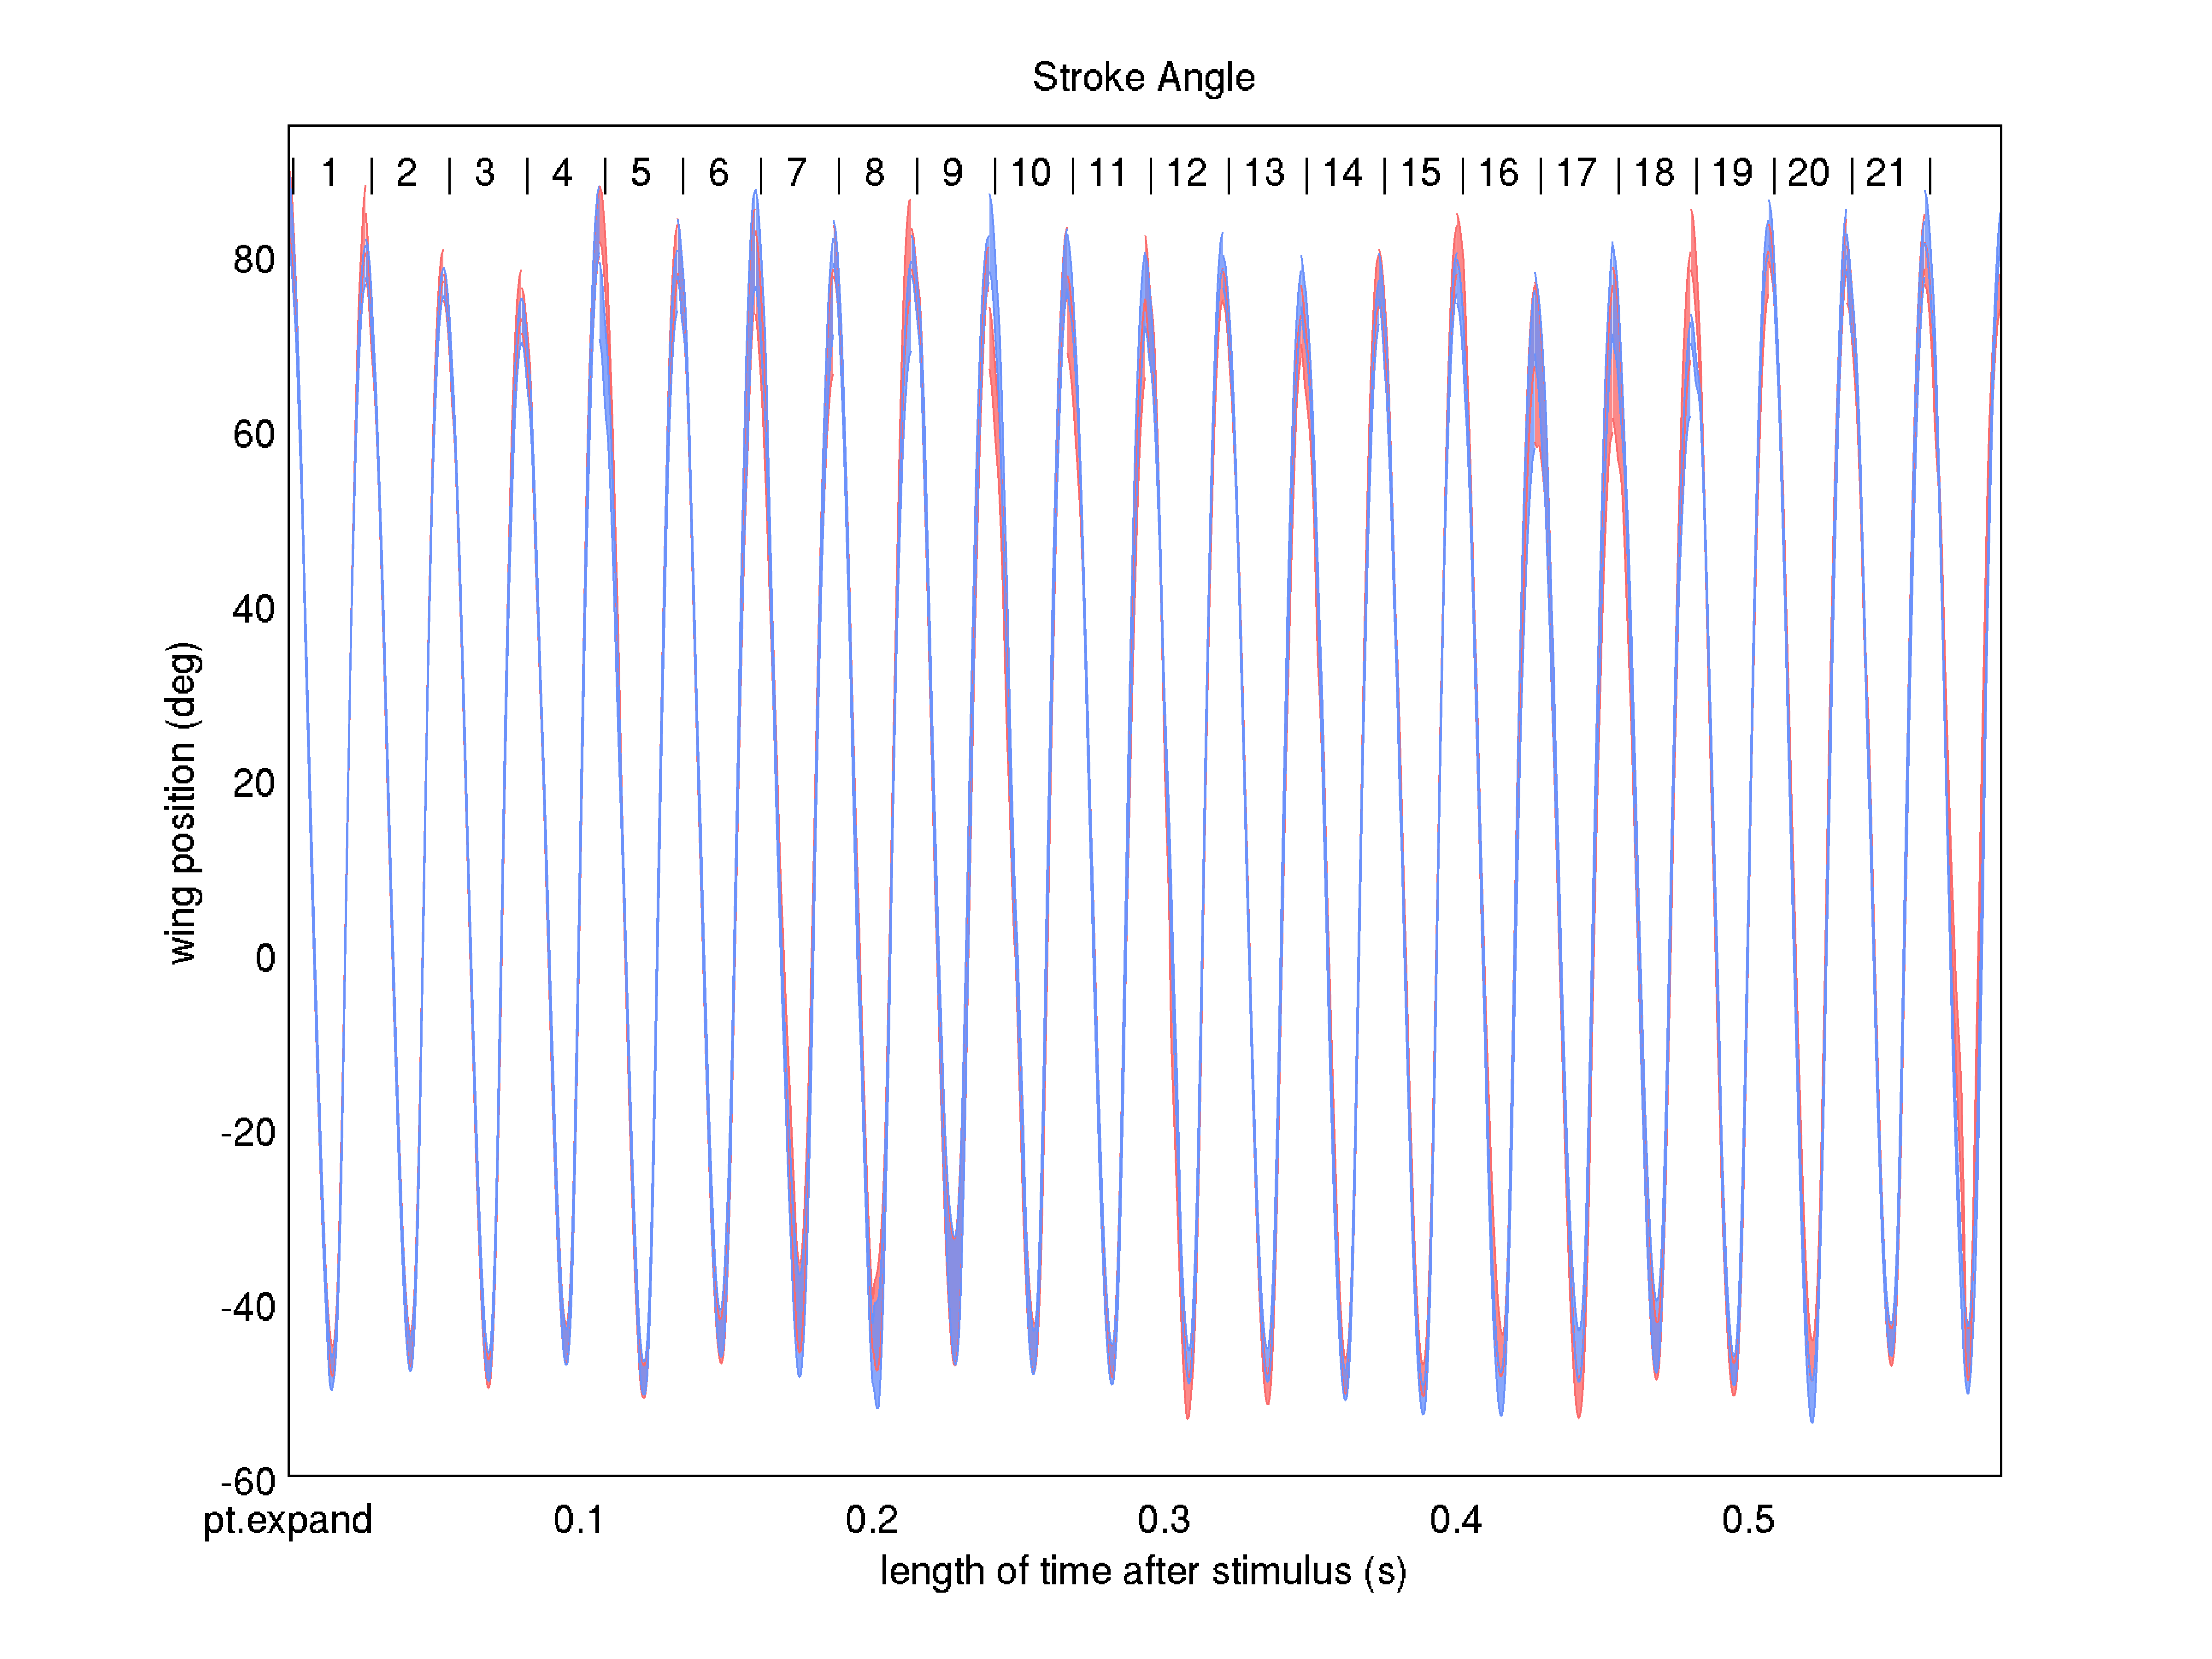 Stroke Angle
| 1 | 2 | 3 | 4 | 5 | 6 | 7 | 8 | 9 | 10 | 11 | 12 | 13 | 14 | 15 | 16 | 17 | 18 | 19 | 20 | 21 |
80
60
40
20
0
-20
-40
-60
wing position (deg)
pt.expand 0.1 0.2 0.3 0.4 0.5
length of time after stimulus (s)